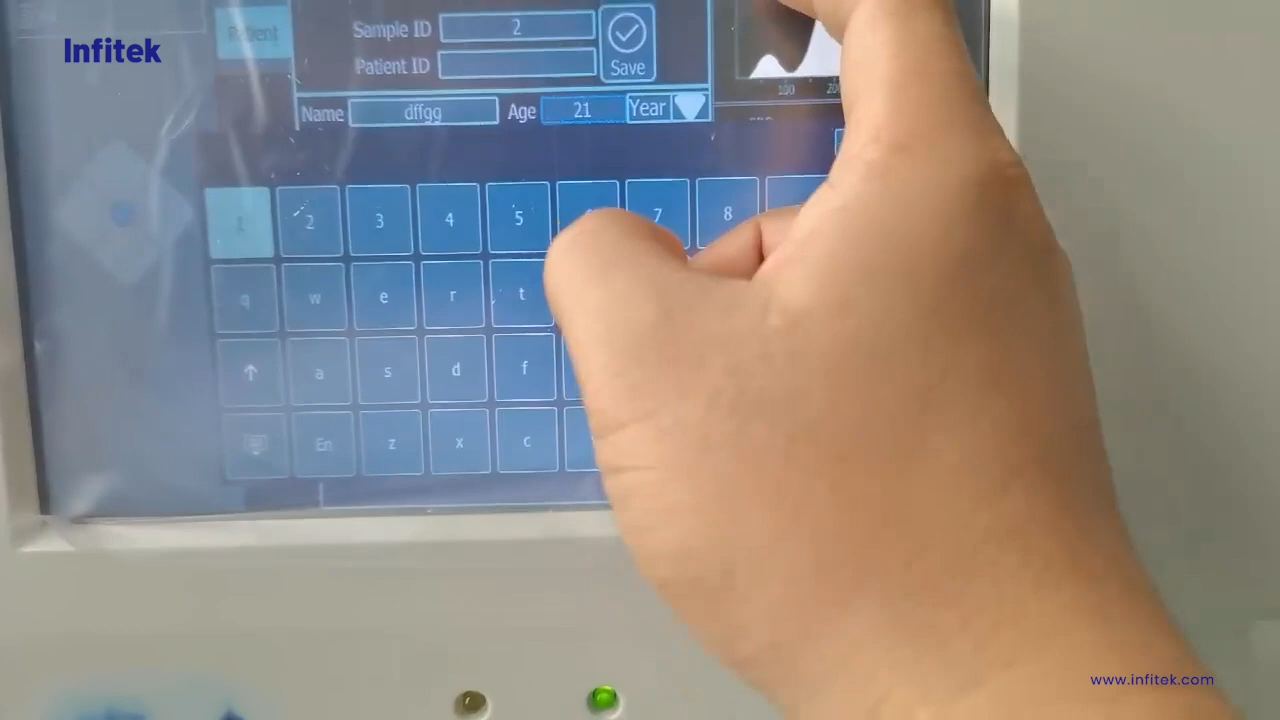 Infitek
Patient
Sample ID 2
Save
Patient ID
Name dffgg Age 21 Year
100
1 2 3 4 5 7 8
q w e r t
↑ a s d f
En z x c
www.infitek.com